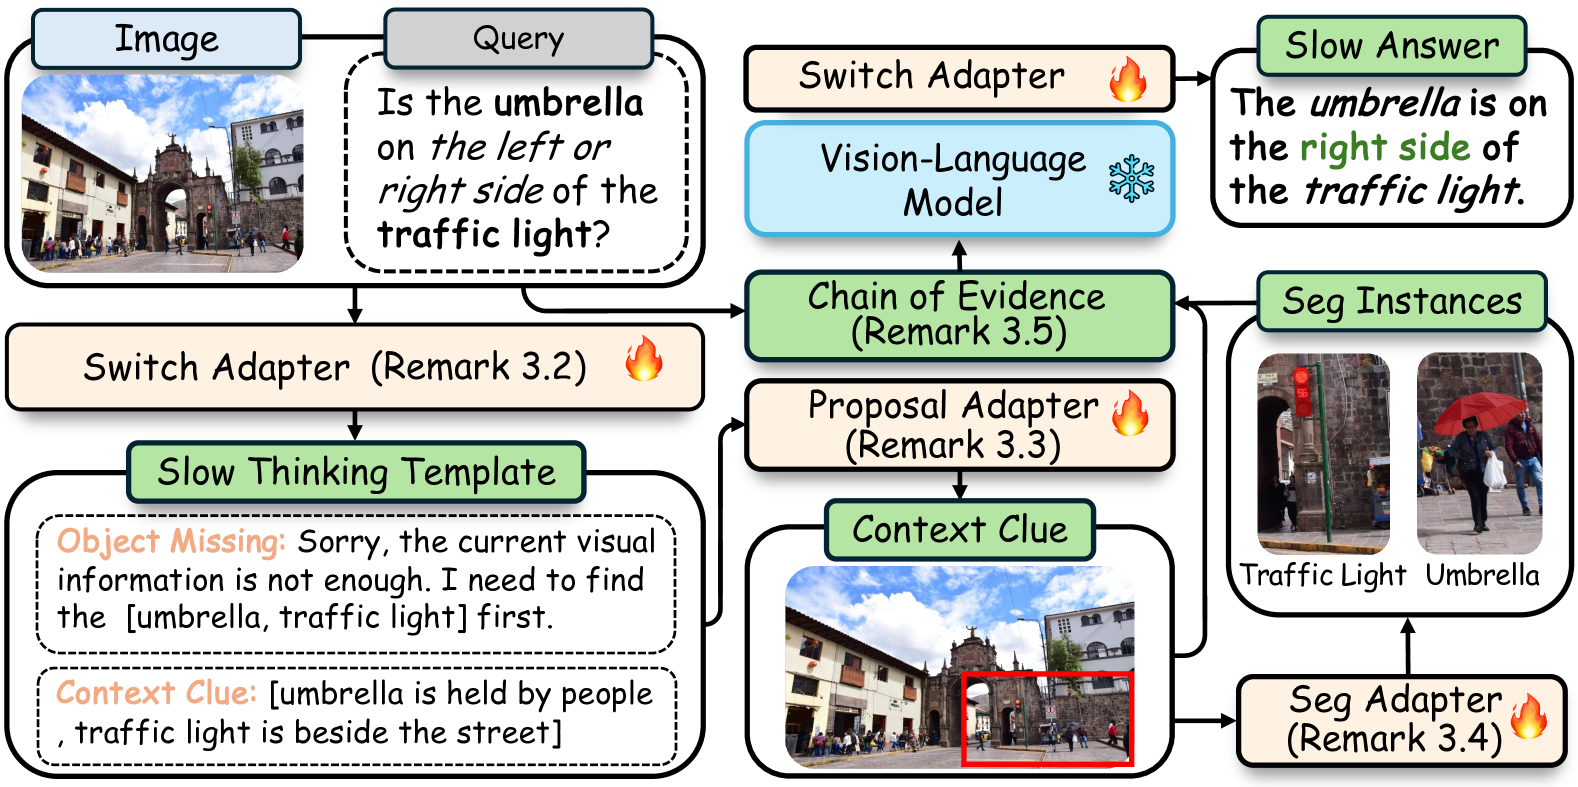 Image
Query
Is the umbrella
on the left or
right side of the
traffic light?
Switch Adapter (Remark 3.2)
Slow Thinking Template
Object Missing: Sorry, the current visual
information is not enough. I need to find
the [umbrella, traffic light] first.
Context Clue: [umbrella is held by people
, traffic light is beside the street]
Switch Adapter
Vision-Language
Model
Chain of Evidence
(Remark 3.5)
Proposal Adapter
(Remark 3.3)
Context Clue
Slow Answer
The umbrella is on
the right side of
the traffic light.
Seg Instances
Traffic Light Umbrella
Seg Adapter
(Remark 3.4)